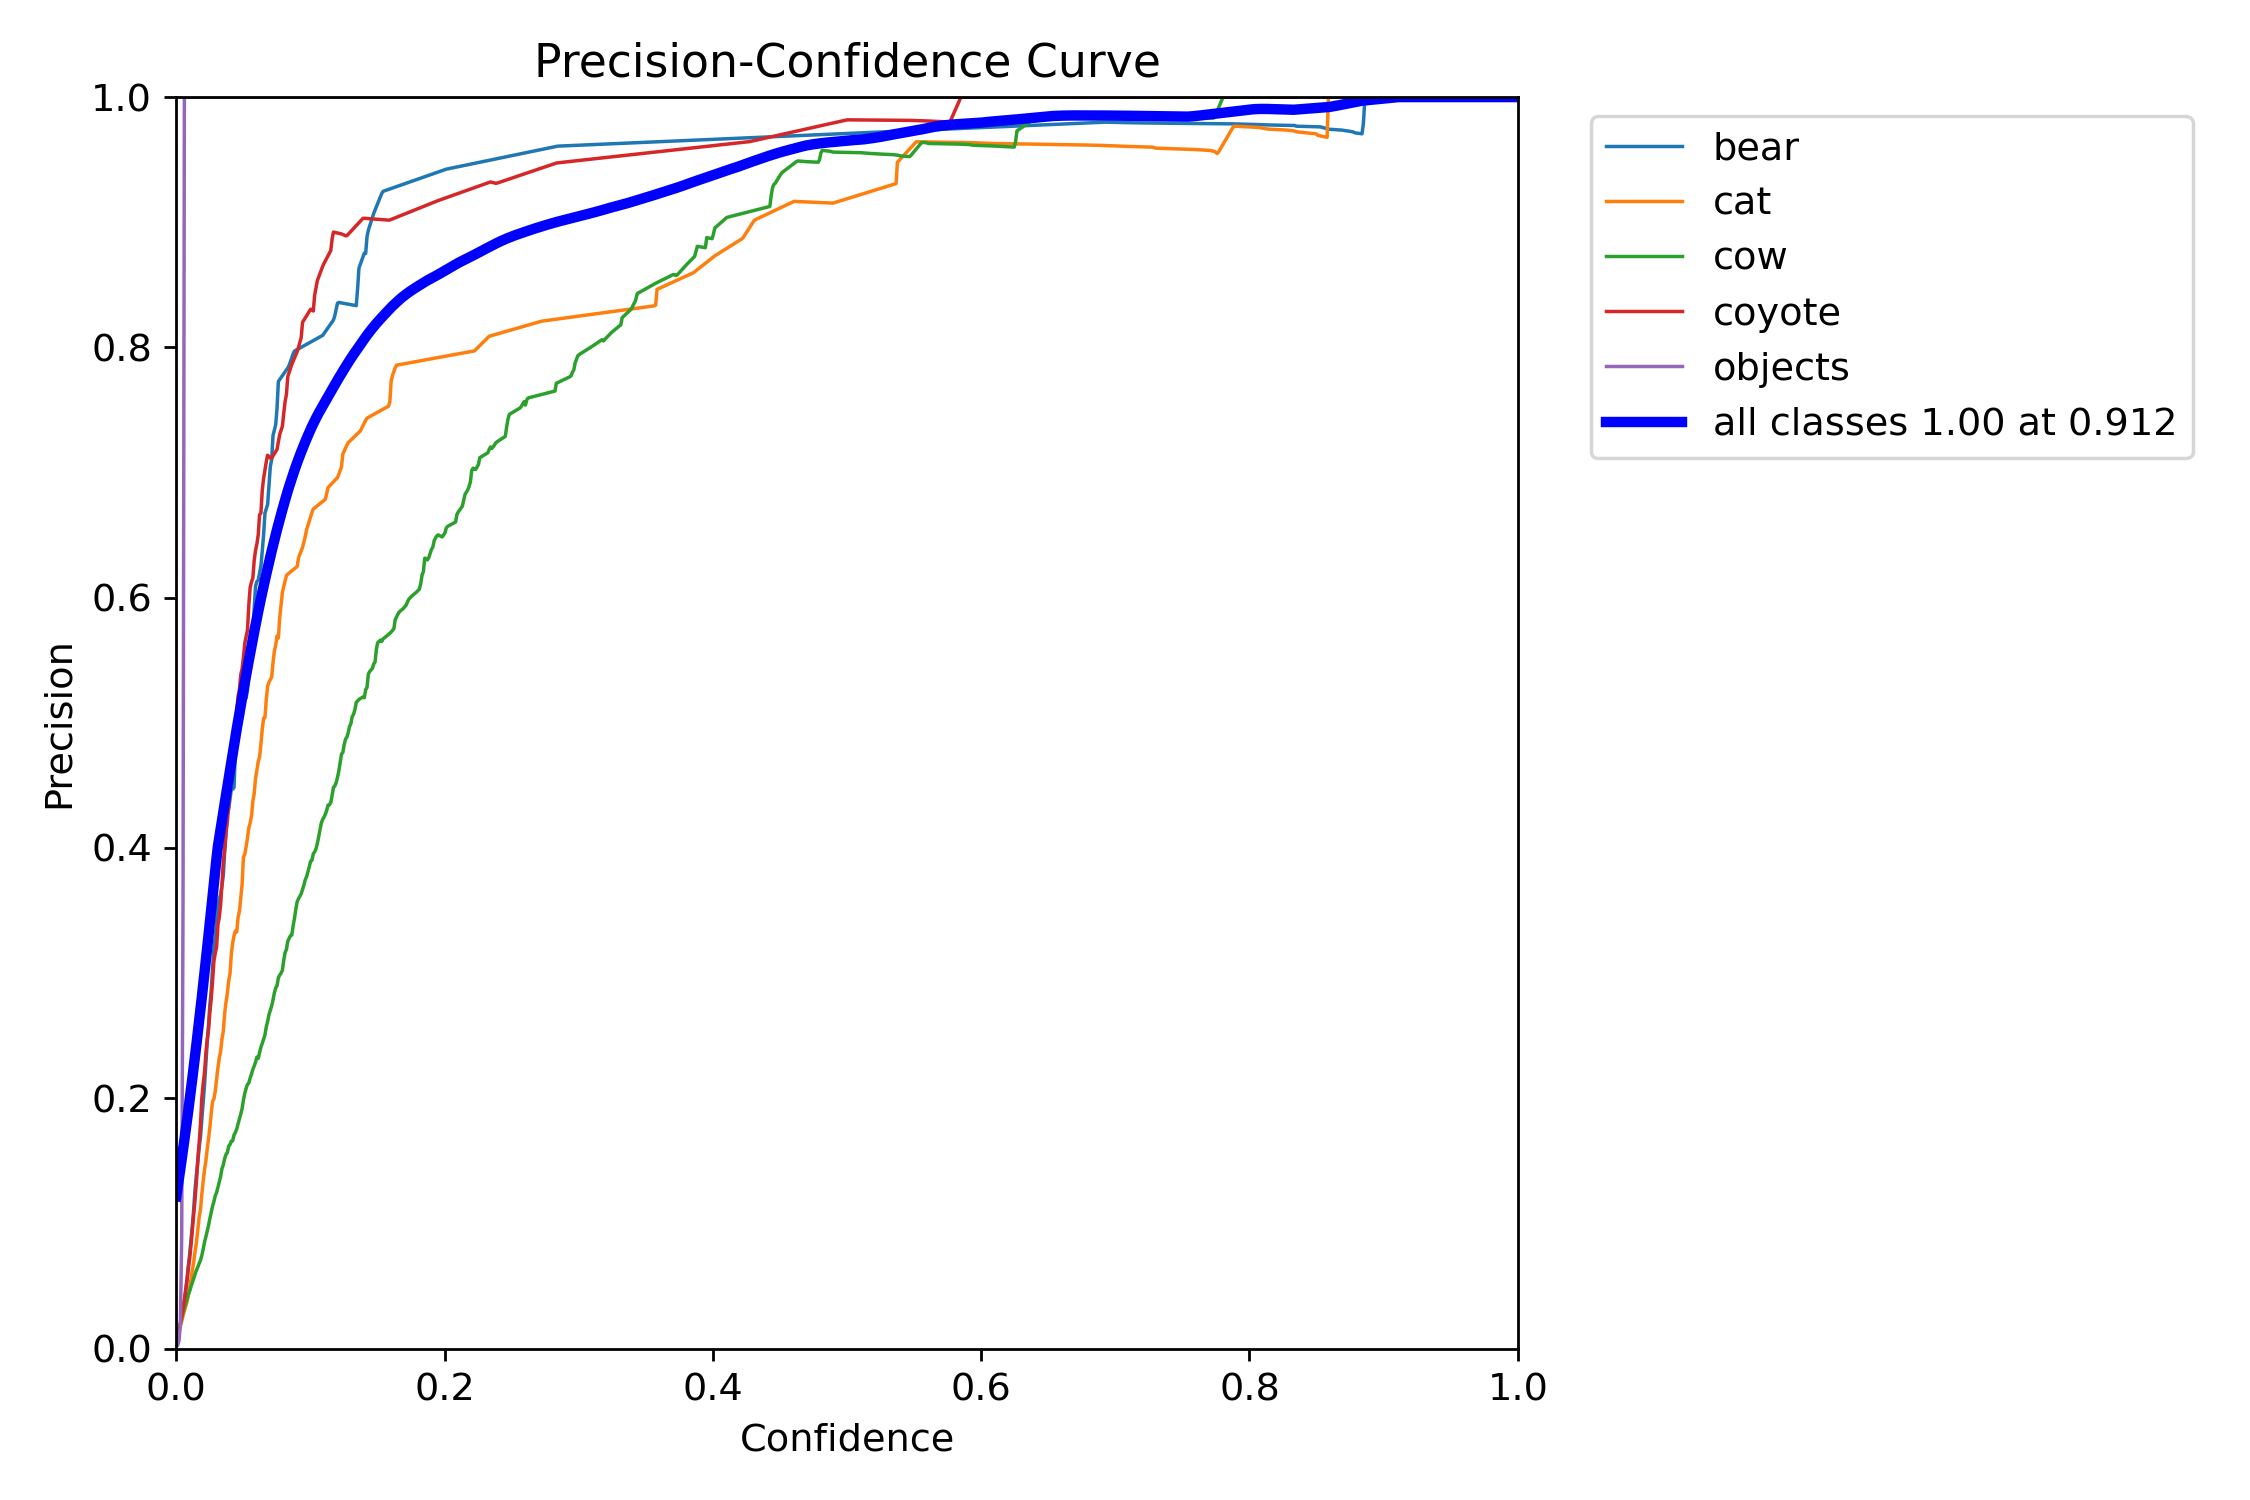 Precision-Confidence Curve
1.0
0.8
0.6
0.4
0.2
0.0
Precision
0.0 0.2 0.4 0.6 0.8 1.0
Confidence
bear
cat
cow
coyote
objects
all classes 1.00 at 0.912